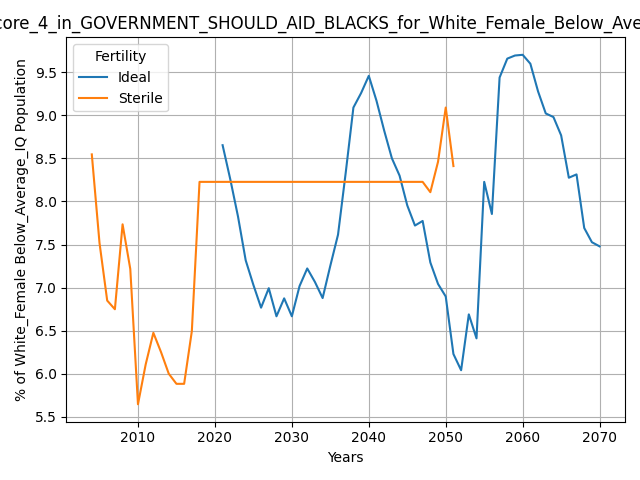 core_4_in_GOVERNMENT_SHOULD_AID_BLACKS_for_White_Female_Below_Ave
Fertility
Ideal
Sterile
% of White_Female Below_Average_IQ Population
9.5
9.0
8.5
8.0
7.5
7.0
6.5
6.0
5.5
2010 2020 2030 2040 2050 2060 2070
Years